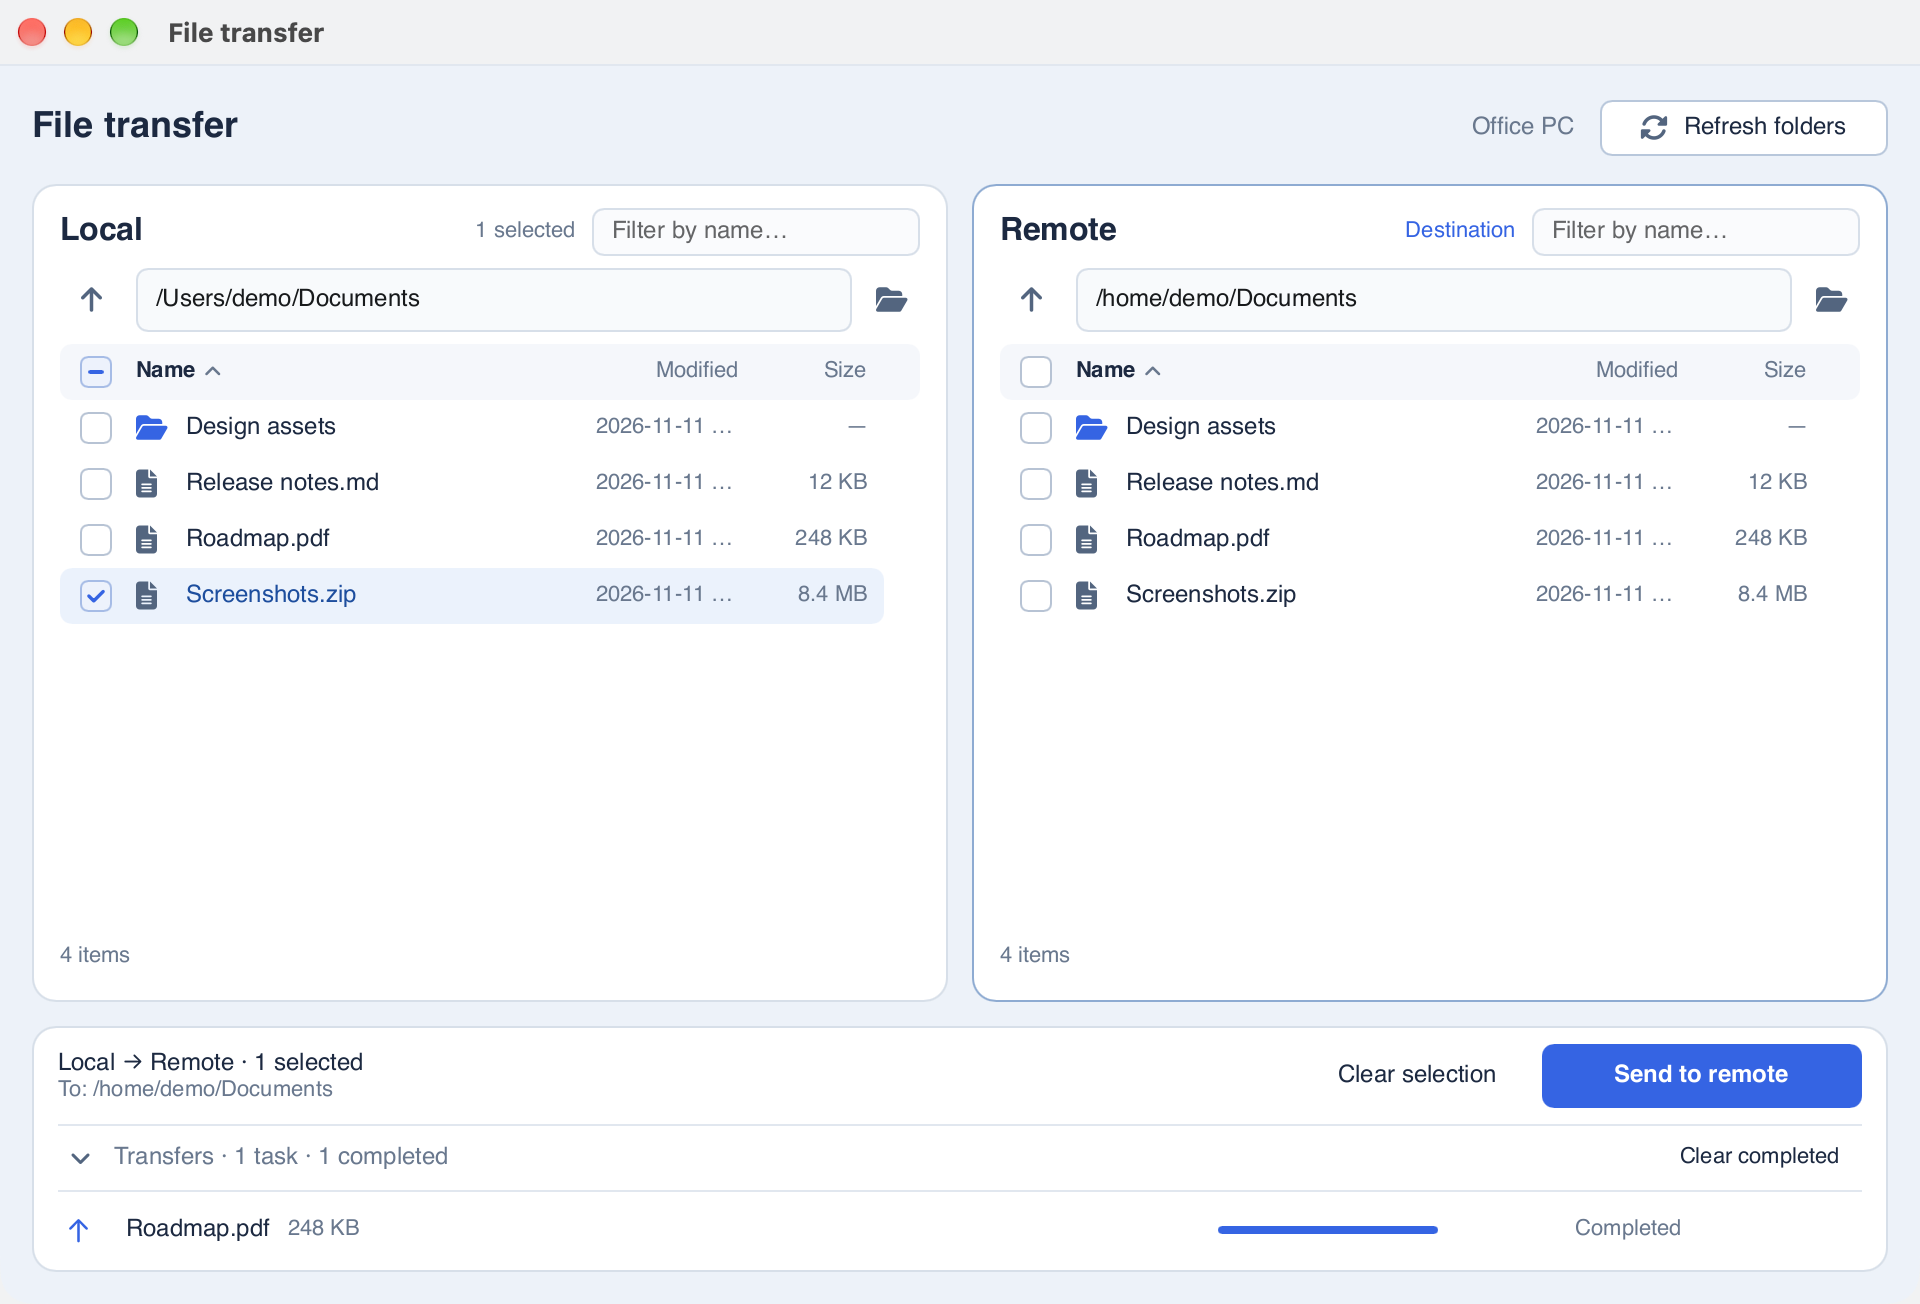 File transfer
File transfer
Office PC
Refresh folders
Local
1 selected
Filter by name…
/Users/demo/Documents
Name Modified Size
Design assets 2026-11-11 … —
Release notes.md 2026-11-11 … 12 KB
Roadmap.pdf 2026-11-11 … 248 KB
Screenshots.zip 2026-11-11 … 8.4 MB
4 items
Remote
Destination
Filter by name…
/home/demo/Documents
Name Modified Size
Design assets 2026-11-11 … —
Release notes.md 2026-11-11 … 12 KB
Roadmap.pdf 2026-11-11 … 248 KB
Screenshots.zip 2026-11-11 … 8.4 MB
4 items
Local → Remote · 1 selected
To: /home/demo/Documents
Clear selection
Send to remote
Transfers · 1 task · 1 completed
Clear completed
Roadmap.pdf 248 KB Completed